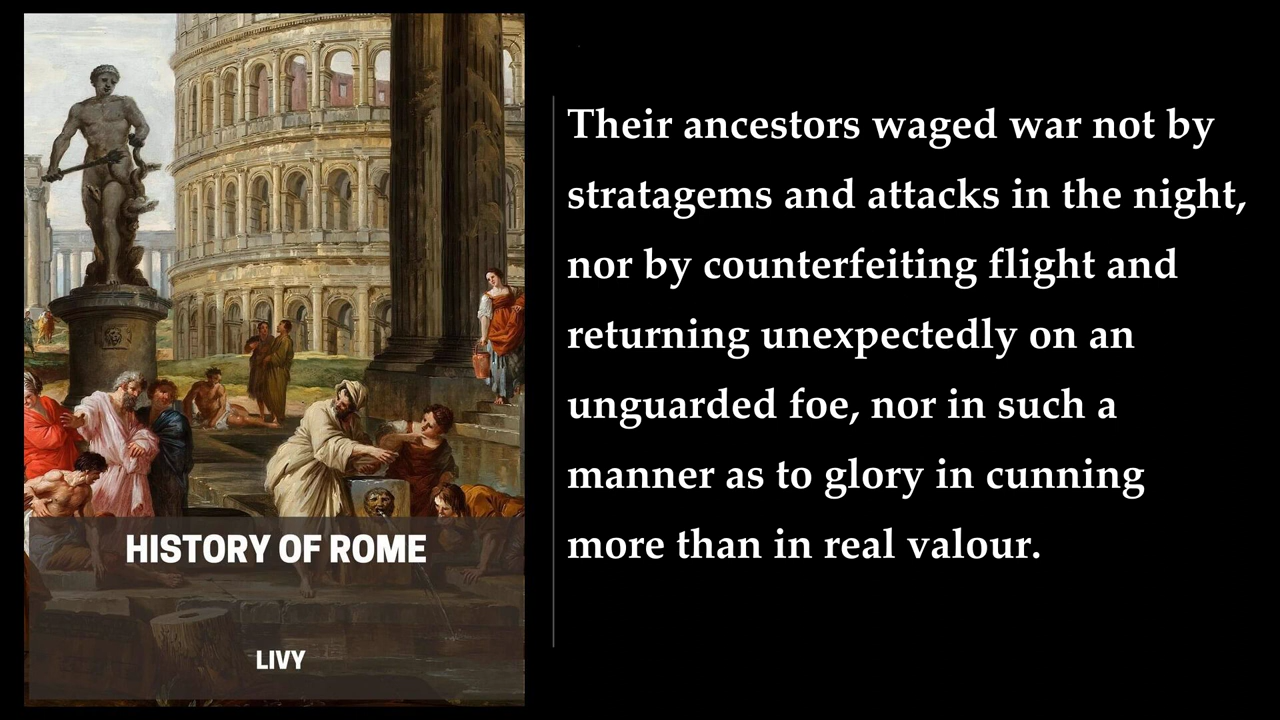 HISTORY OF ROME
LIVY
Their ancestors waged war not by
stratagems and attacks in the night,
nor by counterfeiting flight and
returning unexpectedly on an
unguarded foe, nor in such a
manner as to glory in cunning
more than in real valour.